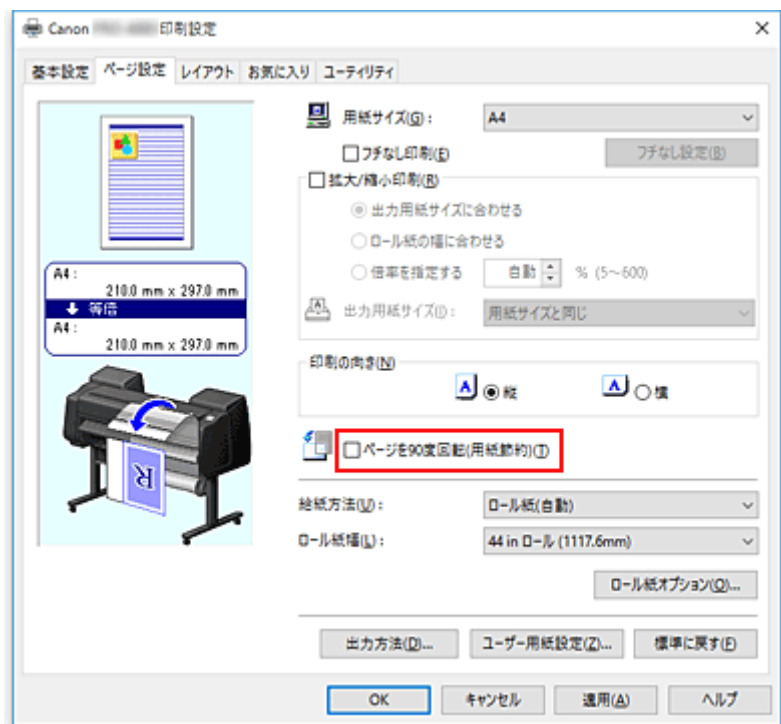 Canon 印刷設定
基本設定 ページ設定 レイアウト お気に入り ユーティリティ
用紙サイズ(G): A4
フチなし印刷(E) フチなし設定(B)
拡大/縮小印刷(R)
出力用紙サイズに合わせる
ロール紙の幅に合わせる
倍率を指定する 自動 % (5～600)
出力用紙サイズ(I): 用紙サイズと同じ
A4 :
210.0 mm x 297.0 mm
等倍
A4 :
210.0 mm x 297.0 mm
R
印刷の向き(N)
A 縦 A 横
ページを90度回転(用紙節約)(T)
給紙方法(U): ロール紙(自動)
ロール紙幅(L): 44 in ロール (1117.6mm)
ロール紙オプション(O)...
出力方法(D)... ユーザー用紙設定(Z)... 標準に戻す(F)
OK キャンセル 適用(A) ヘルプ